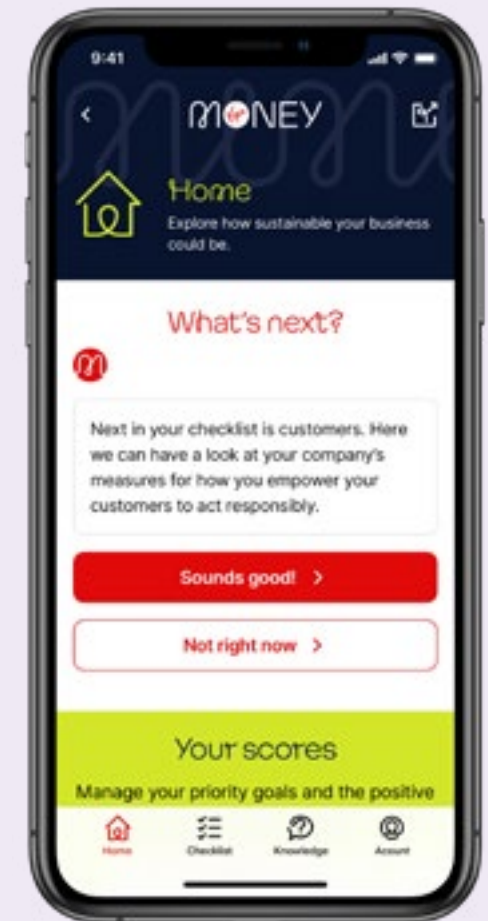 9:41
Money
Home
Explore how sustainable your business
could be.
What's next?
m
Next in your checklist is customers. Here
we can have a look at your company's
measures for how you empower your
customers to act responsibly.
Sounds good!
Not right now
Your scores
Manage your priority goals and the positive
Home Checklist Knowledge Acount